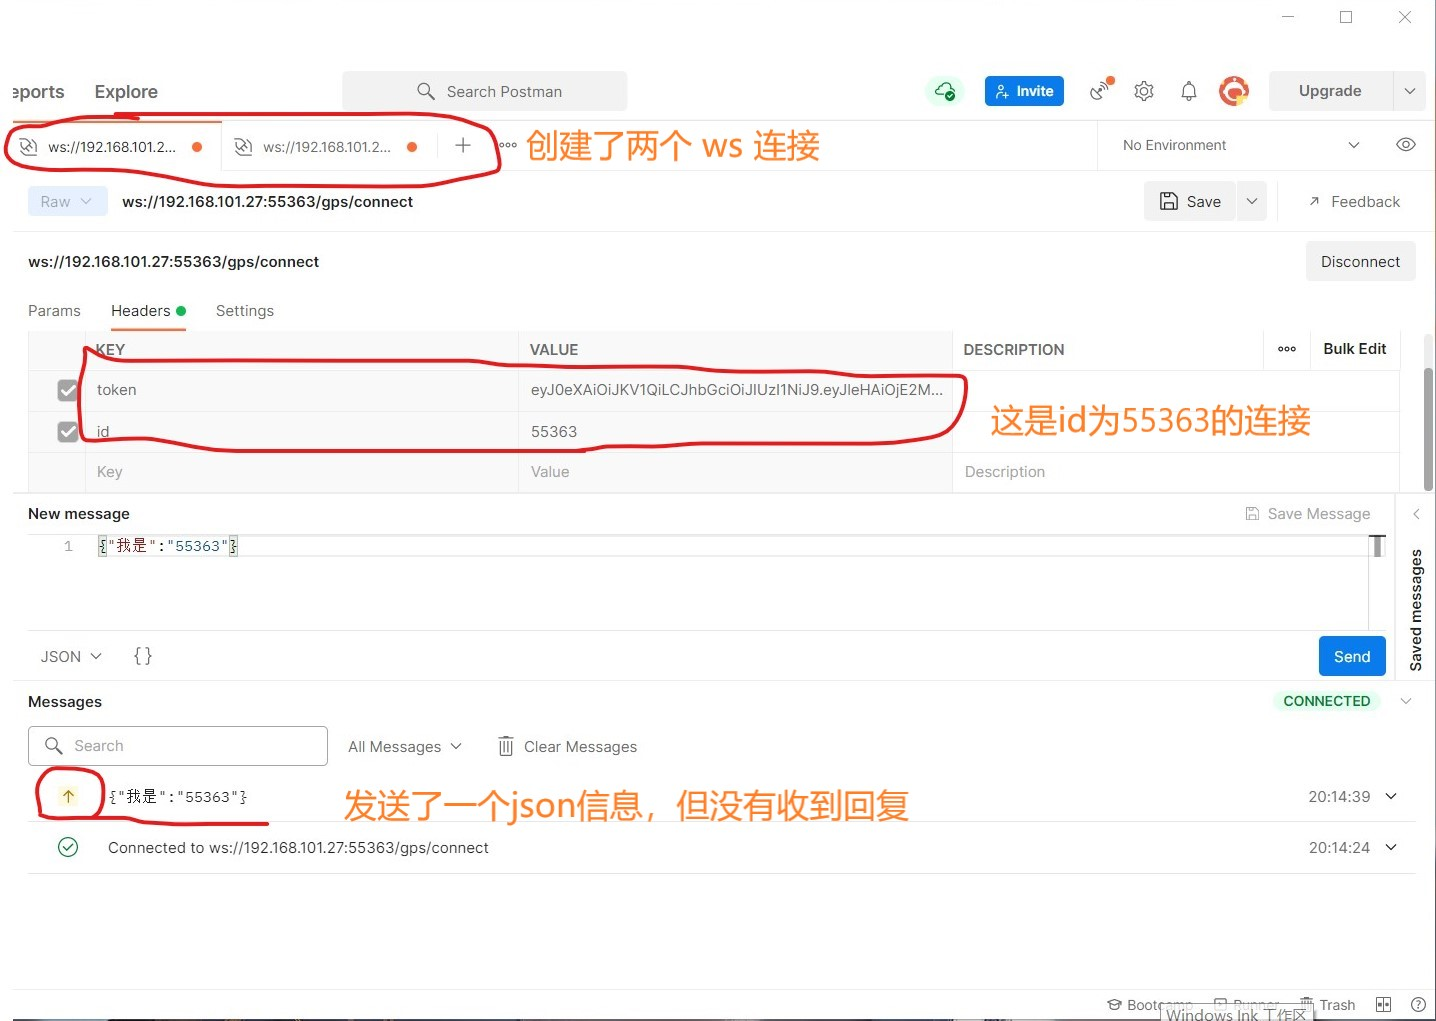 eports Explore Search Postman Invite Upgrade
ws://192.168.101.2... ws://192.168.101.2... 创建了两个 ws 连接 No Environment
Raw ws://192.168.101.27:55363/gps/connect Save Feedback
ws://192.168.101.27:55363/gps/connect Disconnect
Params Headers Settings
KEY VALUE DESCRIPTION Bulk Edit
token eyJ0eXAiOiJKV1QiLCJhbGciOiJIUzI1NiJ9.eyJleHAiOjE2M...
这是id为55363的连接
id 55363
Key Value Description
New message Save Message
1 {"我是":"55363"}
Saved messages
JSON {} Send
Messages CONNECTED
Search All Messages Clear Messages
{"我是":"55363"} 发送了一个json信息，但没有收到回复 20:14:39
Connected to ws://192.168.101.27:55363/gps/connect 20:14:24
Bootcamp Runner Trash
Windows Ink 工作区